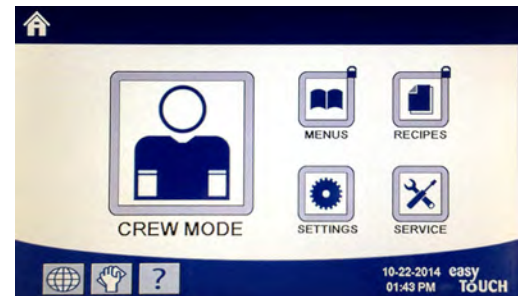 MENUS
RECIPES
CREW MODE
SETTINGS
SERVICE
?
10-22-2014
01:43 PM
easy
TOUCH